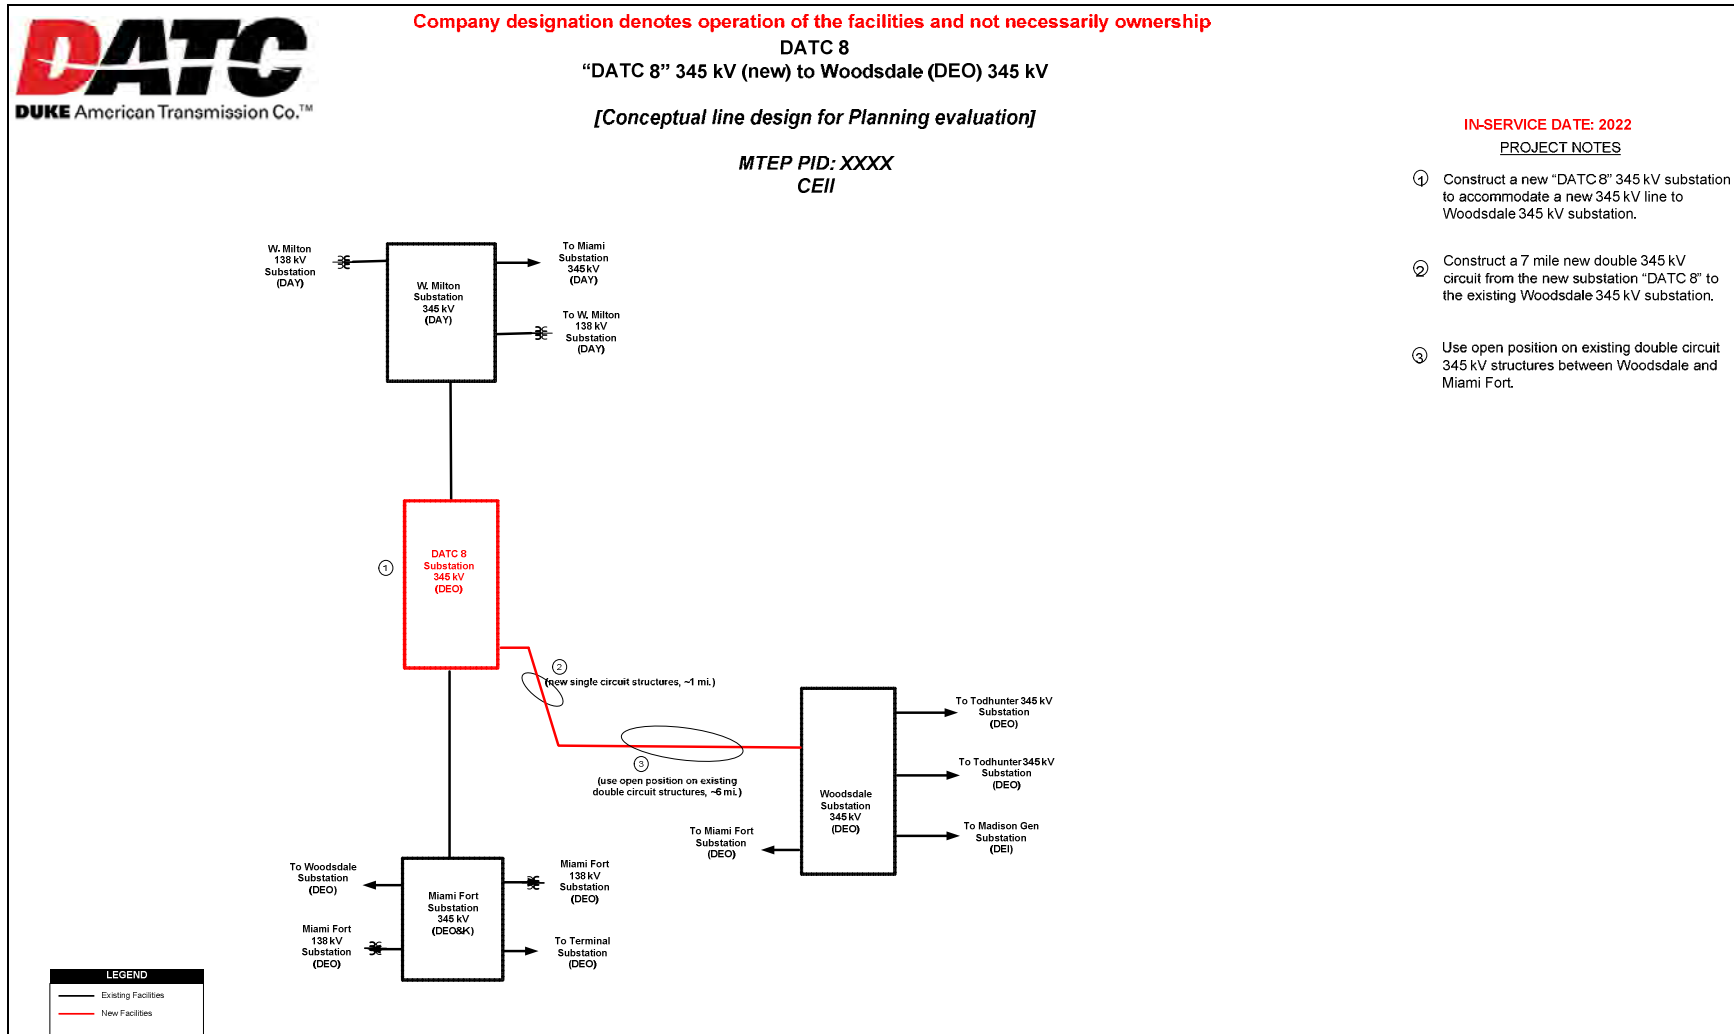 DATC
DUKE American Transmission Co.™
Company designation denotes operation of the facilities and not necessarily ownership
DATC 8
“DATC 8” 345 kV (new) to Woodsdale (DEO) 345 kV
[Conceptual line design for Planning evaluation]
MTEP PID: XXXX
CEII
IN-SERVICE DATE: 2022
PROJECT NOTES
1
Construct a new “DATC 8” 345 kV substation
to accommodate a new 345 kV line to
Woodsdale 345 kV substation.
2
Construct a 7 mile new double 345 kV
circuit from the new substation “DATC 8” to
the existing Woodsdale 345 kV substation.
3
Use open position on existing double circuit
345 kV structures between Woodsdale and
Miami Fort.
W. Milton
138 kV
Substation
(DAY)
W. Milton
Substation
345 kV
(DAY)
To Miami
Substation
345 kV
(DAY)
To W. Milton
138 kV
Substation
(DAY)
1
DATC 8
Substation
345 kV
(DEO)
2
(new single circuit structures, ~1 mi.)
3
(use open position on existing
double circuit structures, ~6 mi.)
Woodsdale
Substation
345 kV
(DEO)
To Todhunter 345 kV
Substation
(DEO)
To Todhunter 345 kV
Substation
(DEO)
To Madison Gen
Substation
(DEI)
To Miami Fort
Substation
(DEO)
To Woodsdale
Substation
(DEO)
Miami Fort
138 kV
Substation
(DEO)
Miami Fort
Substation
345 kV
(DEO&K)
Miami Fort
138 kV
Substation
(DEO)
To Terminal
Substation
(DEO)
LEGEND
Existing Facilities
New Facilities